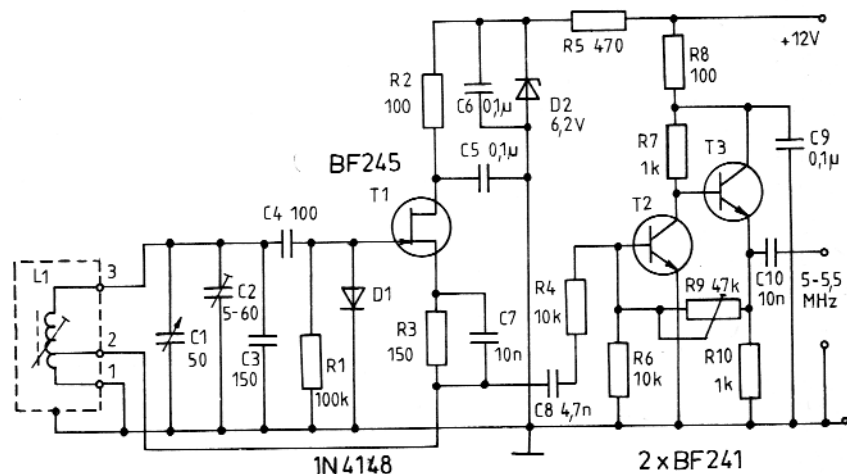 R5 470
+12V
R2
100
C6
0,1µ
D2
6,2V
R8
100
R7
1k
T3
C9
0,1µ
C5 0,1µ
BF245
T1
T2
C4 100
L1
3
2
1
C2
5-60
C1
50
C3
150
R1
100k
D1
R3
150
C7
10n
R4
10k
R9 47k
C10
10n
5-5,5
MHz
R6
10k
R10
1k
C8 4,7n
1N4148
2xBF241